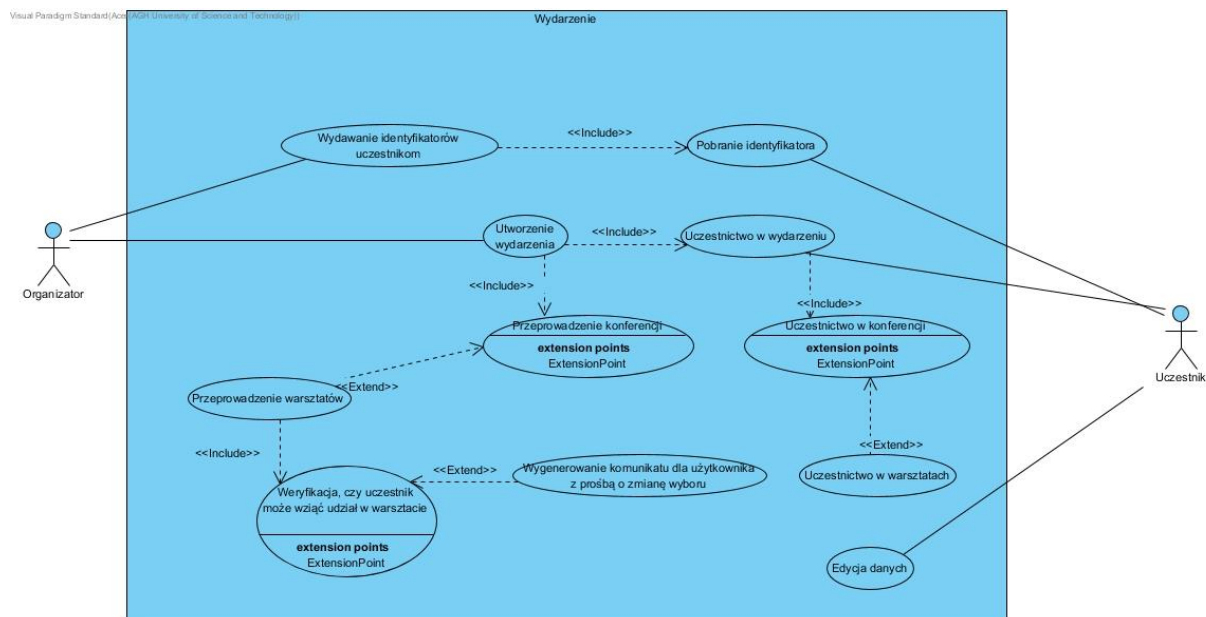 Visual Paradigm Standard(Acel(AGH University of Science and Technology))
Wydarzenie
Wydawanie identyfikatorów
uczestnikom
<<Include>>
Pobranie identyfikatora
Utworzenie
wydarzenia
<<Include>>
Uczestnictwo w wydarzeniu
Organizator
<<Include>>
<<Include>>
Przeprowadzenie konferencji
extension points
ExtensionPoint
Uczestnictwo w konferencji
extension points
ExtensionPoint
Uczestnik
<<Extend>>
Przeprowadzenie warsztatów
<<Include>>
<<Extend>>
Weryfikacja, czy uczestnik
może wziąć udział w warsztacie
extension points
ExtensionPoint
<<Extend>>
Wygenerowanie komunikatu dla użytkownika
z prośbą o zmianę wyboru
Uczestnictwo w warsztatach
Edycja danych